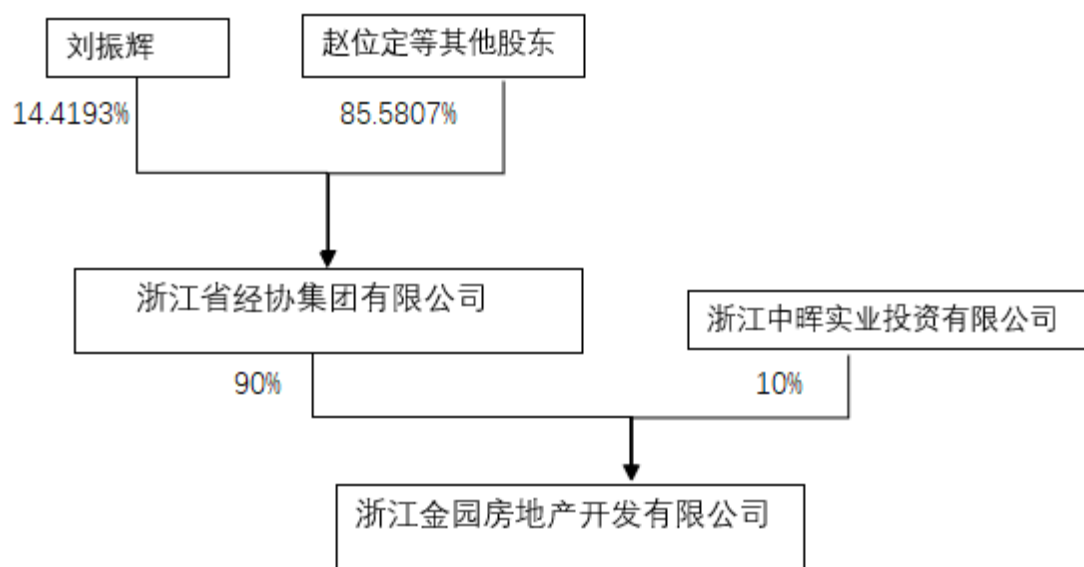 刘振辉
赵位定等其他股东
14.4193%
85.5807%
浙江省经协集团有限公司
浙江中晖实业投资有限公司
90%
10%
浙江金园房地产开发有限公司